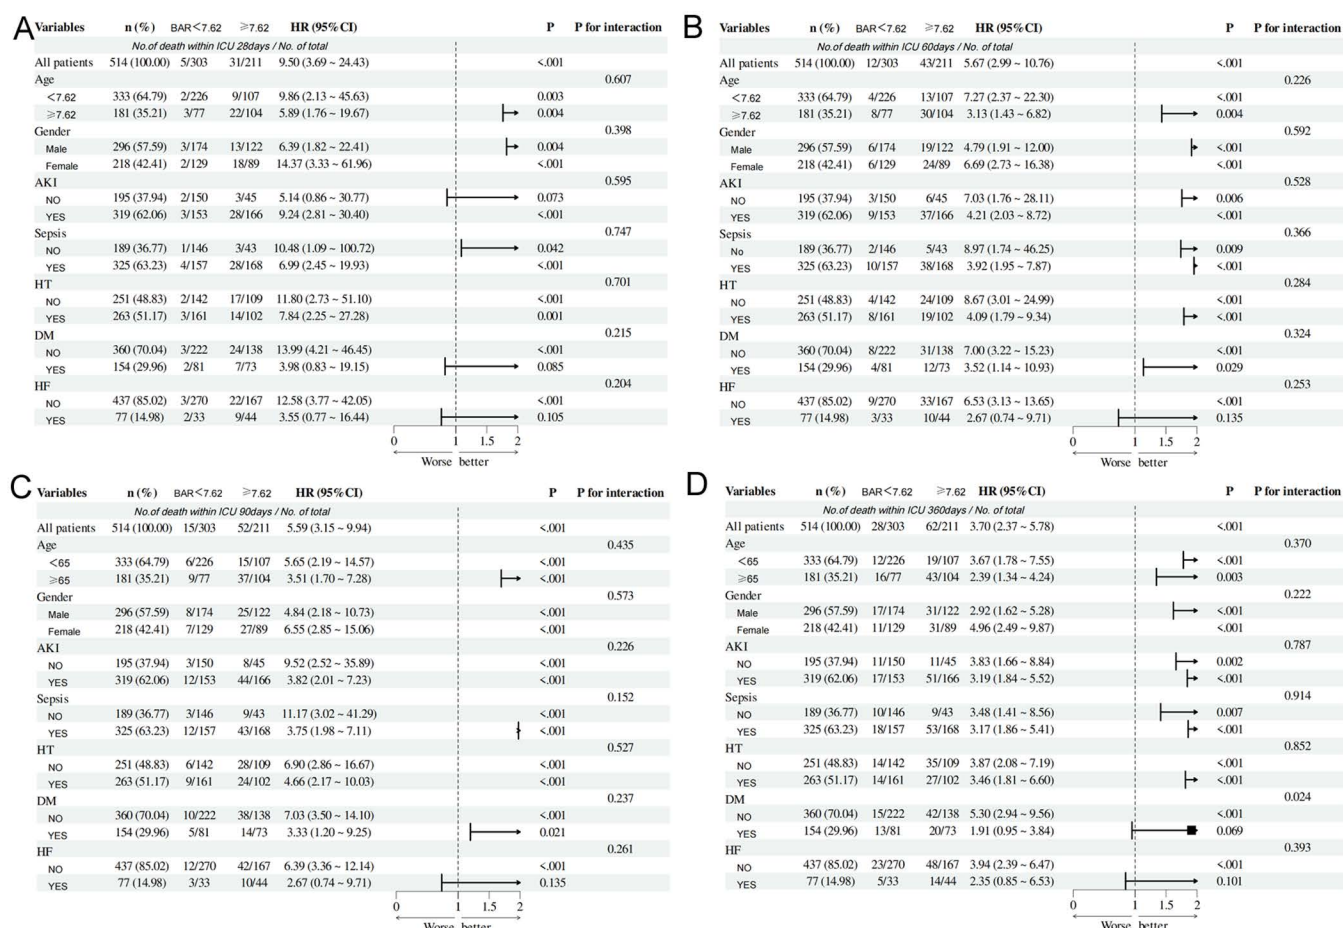 A
Variables n (%) BAR<7.62 ≥7.62 HR (95%CI) P P for interaction
No.of death within ICU 28days / No. of total
All patients 514 (100.00) 5/303 31/211 9.50 (3.69 ~ 24.43) <.001
Age 0.607
<7.62 333 (64.79) 2/226 9/107 9.86 (2.13 ~ 45.63) 0.003
≥7.62 181 (35.21) 3/77 22/104 5.89 (1.76 ~ 19.67) 0.004
Gender 0.398
Male 296 (57.59) 3/174 13/122 6.39 (1.82 ~ 22.41) 0.004
Female 218 (42.41) 2/129 18/89 14.37 (3.33 ~ 61.96) <.001
AKI 0.595
NO 195 (37.94) 2/150 3/45 5.14 (0.86 ~ 30.77) 0.073
YES 319 (62.06) 3/153 28/166 9.24 (2.81 ~ 30.40) <.001
Sepsis 0.747
NO 189 (36.77) 1/146 3/43 10.48 (1.09 ~ 100.72) 0.042
YES 325 (63.23) 4/157 28/168 6.99 (2.45 ~ 19.93) <.001
HT 0.701
NO 251 (48.83) 2/142 17/109 11.80 (2.73 ~ 51.10) <.001
YES 263 (51.17) 3/161 14/102 7.84 (2.25 ~ 27.28) 0.001
DM 0.215
NO 360 (70.04) 3/222 24/138 13.99 (4.21 ~ 46.45) <.001
YES 154 (29.96) 2/81 7/73 3.98 (0.83 ~ 19.15) 0.085
HF 0.204
NO 437 (85.02) 3/270 22/167 12.58 (3.77 ~ 42.05) <.001
YES 77 (14.98) 2/33 9/44 3.55 (0.77 ~ 16.44) 0.105
0 1 1.5 2
Worse better
B
Variables n (%) BAR<7.62 ≥7.62 HR (95%CI) P P for interaction
No.of death within ICU 60days / No. of total
All patients 514 (100.00) 12/303 43/211 5.67 (2.99 ~ 10.76) <.001
Age 0.226
<7.62 333 (64.79) 4/226 13/107 7.27 (2.37 ~ 22.30) <.001
≥7.62 181 (35.21) 8/77 30/104 3.13 (1.43 ~ 6.82) 0.004
Gender 0.592
Male 296 (57.59) 6/174 19/122 4.79 (1.91 ~ 12.00) <.001
Female 218 (42.41) 6/129 24/89 6.69 (2.73 ~ 16.38) <.001
AKI 0.528
NO 195 (37.94) 3/150 6/45 7.03 (1.76 ~ 28.11) 0.006
YES 319 (62.06) 9/153 37/166 4.21 (2.03 ~ 8.72) <.001
Sepsis 0.366
No 189 (36.77) 2/146 5/43 8.97 (1.74 ~ 46.25) 0.009
YES 325 (63.23) 10/157 38/168 3.92 (1.95 ~ 7.87) <.001
HT 0.284
NO 251 (48.83) 4/142 24/109 8.67 (3.01 ~ 24.99) <.001
YES 263 (51.17) 8/161 19/102 4.09 (1.79 ~ 9.34) <.001
DM 0.324
NO 360 (70.04) 8/222 31/138 7.00 (3.22 ~ 15.23) <.001
YES 154 (29.96) 4/81 12/73 3.52 (1.14 ~ 10.93) 0.029
HF 0.253
NO 437 (85.02) 9/270 33/167 6.53 (3.13 ~ 13.65) <.001
YES 77 (14.98) 3/33 10/44 2.67 (0.74 ~ 9.71) 0.135
0 1 1.5 2
Worse better
C
Variables n (%) BAR<7.62 ≥7.62 HR (95%CI) P P for interaction
No.of death within ICU 90days / No. of total
All patients 514 (100.00) 15/303 52/211 5.59 (3.15 ~ 9.94) <.001
Age 0.435
<65 333 (64.79) 6/226 15/107 5.65 (2.19 ~ 14.57) <.001
≥65 181 (35.21) 9/77 37/104 3.51 (1.70 ~ 7.28) <.001
Gender 0.573
Male 296 (57.59) 8/174 25/122 4.84 (2.18 ~ 10.73) <.001
Female 218 (42.41) 7/129 27/89 6.55 (2.85 ~ 15.06) <.001
AKI 0.226
NO 195 (37.94) 3/150 8/45 9.52 (2.52 ~ 35.89) <.001
YES 319 (62.06) 12/153 44/166 3.82 (2.01 ~ 7.23) <.001
Sepsis 0.152
NO 189 (36.77) 3/146 9/43 11.17 (3.02 ~ 41.29) <.001
YES 325 (63.23) 12/157 43/168 3.75 (1.98 ~ 7.11) <.001
HT 0.527
NO 251 (48.83) 6/142 28/109 6.90 (2.86 ~ 16.67) <.001
YES 263 (51.17) 9/161 24/102 4.66 (2.17 ~ 10.03) <.001
DM 0.237
NO 360 (70.04) 10/222 38/138 7.03 (3.50 ~ 14.10) <.001
YES 154 (29.96) 5/81 14/73 3.33 (1.20 ~ 9.25) 0.021
HF 0.261
NO 437 (85.02) 12/270 42/167 6.39 (3.36 ~ 12.14) <.001
YES 77 (14.98) 3/33 10/44 2.67 (0.74 ~ 9.71) 0.135
0 1 1.5 2
Worse better
D
Variables n (%) BAR<7.62 ≥7.62 HR (95%CI) P P for interaction
No.of death within ICU 360days / No. of total
All patients 514 (100.00) 28/303 62/211 3.70 (2.37 ~ 5.78) <.001
Age 0.370
<65 333 (64.79) 12/226 19/107 3.67 (1.78 ~ 7.55) <.001
≥65 181 (35.21) 16/77 43/104 2.39 (1.34 ~ 4.24) 0.003
Gender 0.222
Male 296 (57.59) 17/174 31/122 2.92 (1.62 ~ 5.28) <.001
Female 218 (42.41) 11/129 31/89 4.96 (2.49 ~ 9.87) <.001
AKI 0.787
NO 195 (37.94) 11/150 11/45 3.83 (1.66 ~ 8.84) 0.002
YES 319 (62.06) 17/153 51/166 3.19 (1.84 ~ 5.52) <.001
Sepsis 0.914
NO 189 (36.77) 10/146 9/43 3.48 (1.41 ~ 8.56) 0.007
YES 325 (63.23) 18/157 53/168 3.17 (1.86 ~ 5.41) <.001
HT 0.852
NO 251 (48.83) 14/142 35/109 3.87 (2.08 ~ 7.19) <.001
YES 263 (51.17) 14/161 27/102 3.46 (1.81 ~ 6.60) <.001
DM 0.024
NO 360 (70.04) 15/222 42/138 5.30 (2.94 ~ 9.56) <.001
YES 154 (29.96) 13/81 20/73 1.91 (0.95 ~ 3.84) 0.069
HF 0.393
NO 437 (85.02) 23/270 48/167 3.94 (2.39 ~ 6.47) <.001
YES 77 (14.98) 5/33 14/44 2.35 (0.85 ~ 6.53) 0.101
0 1 1.5 2
Worse better